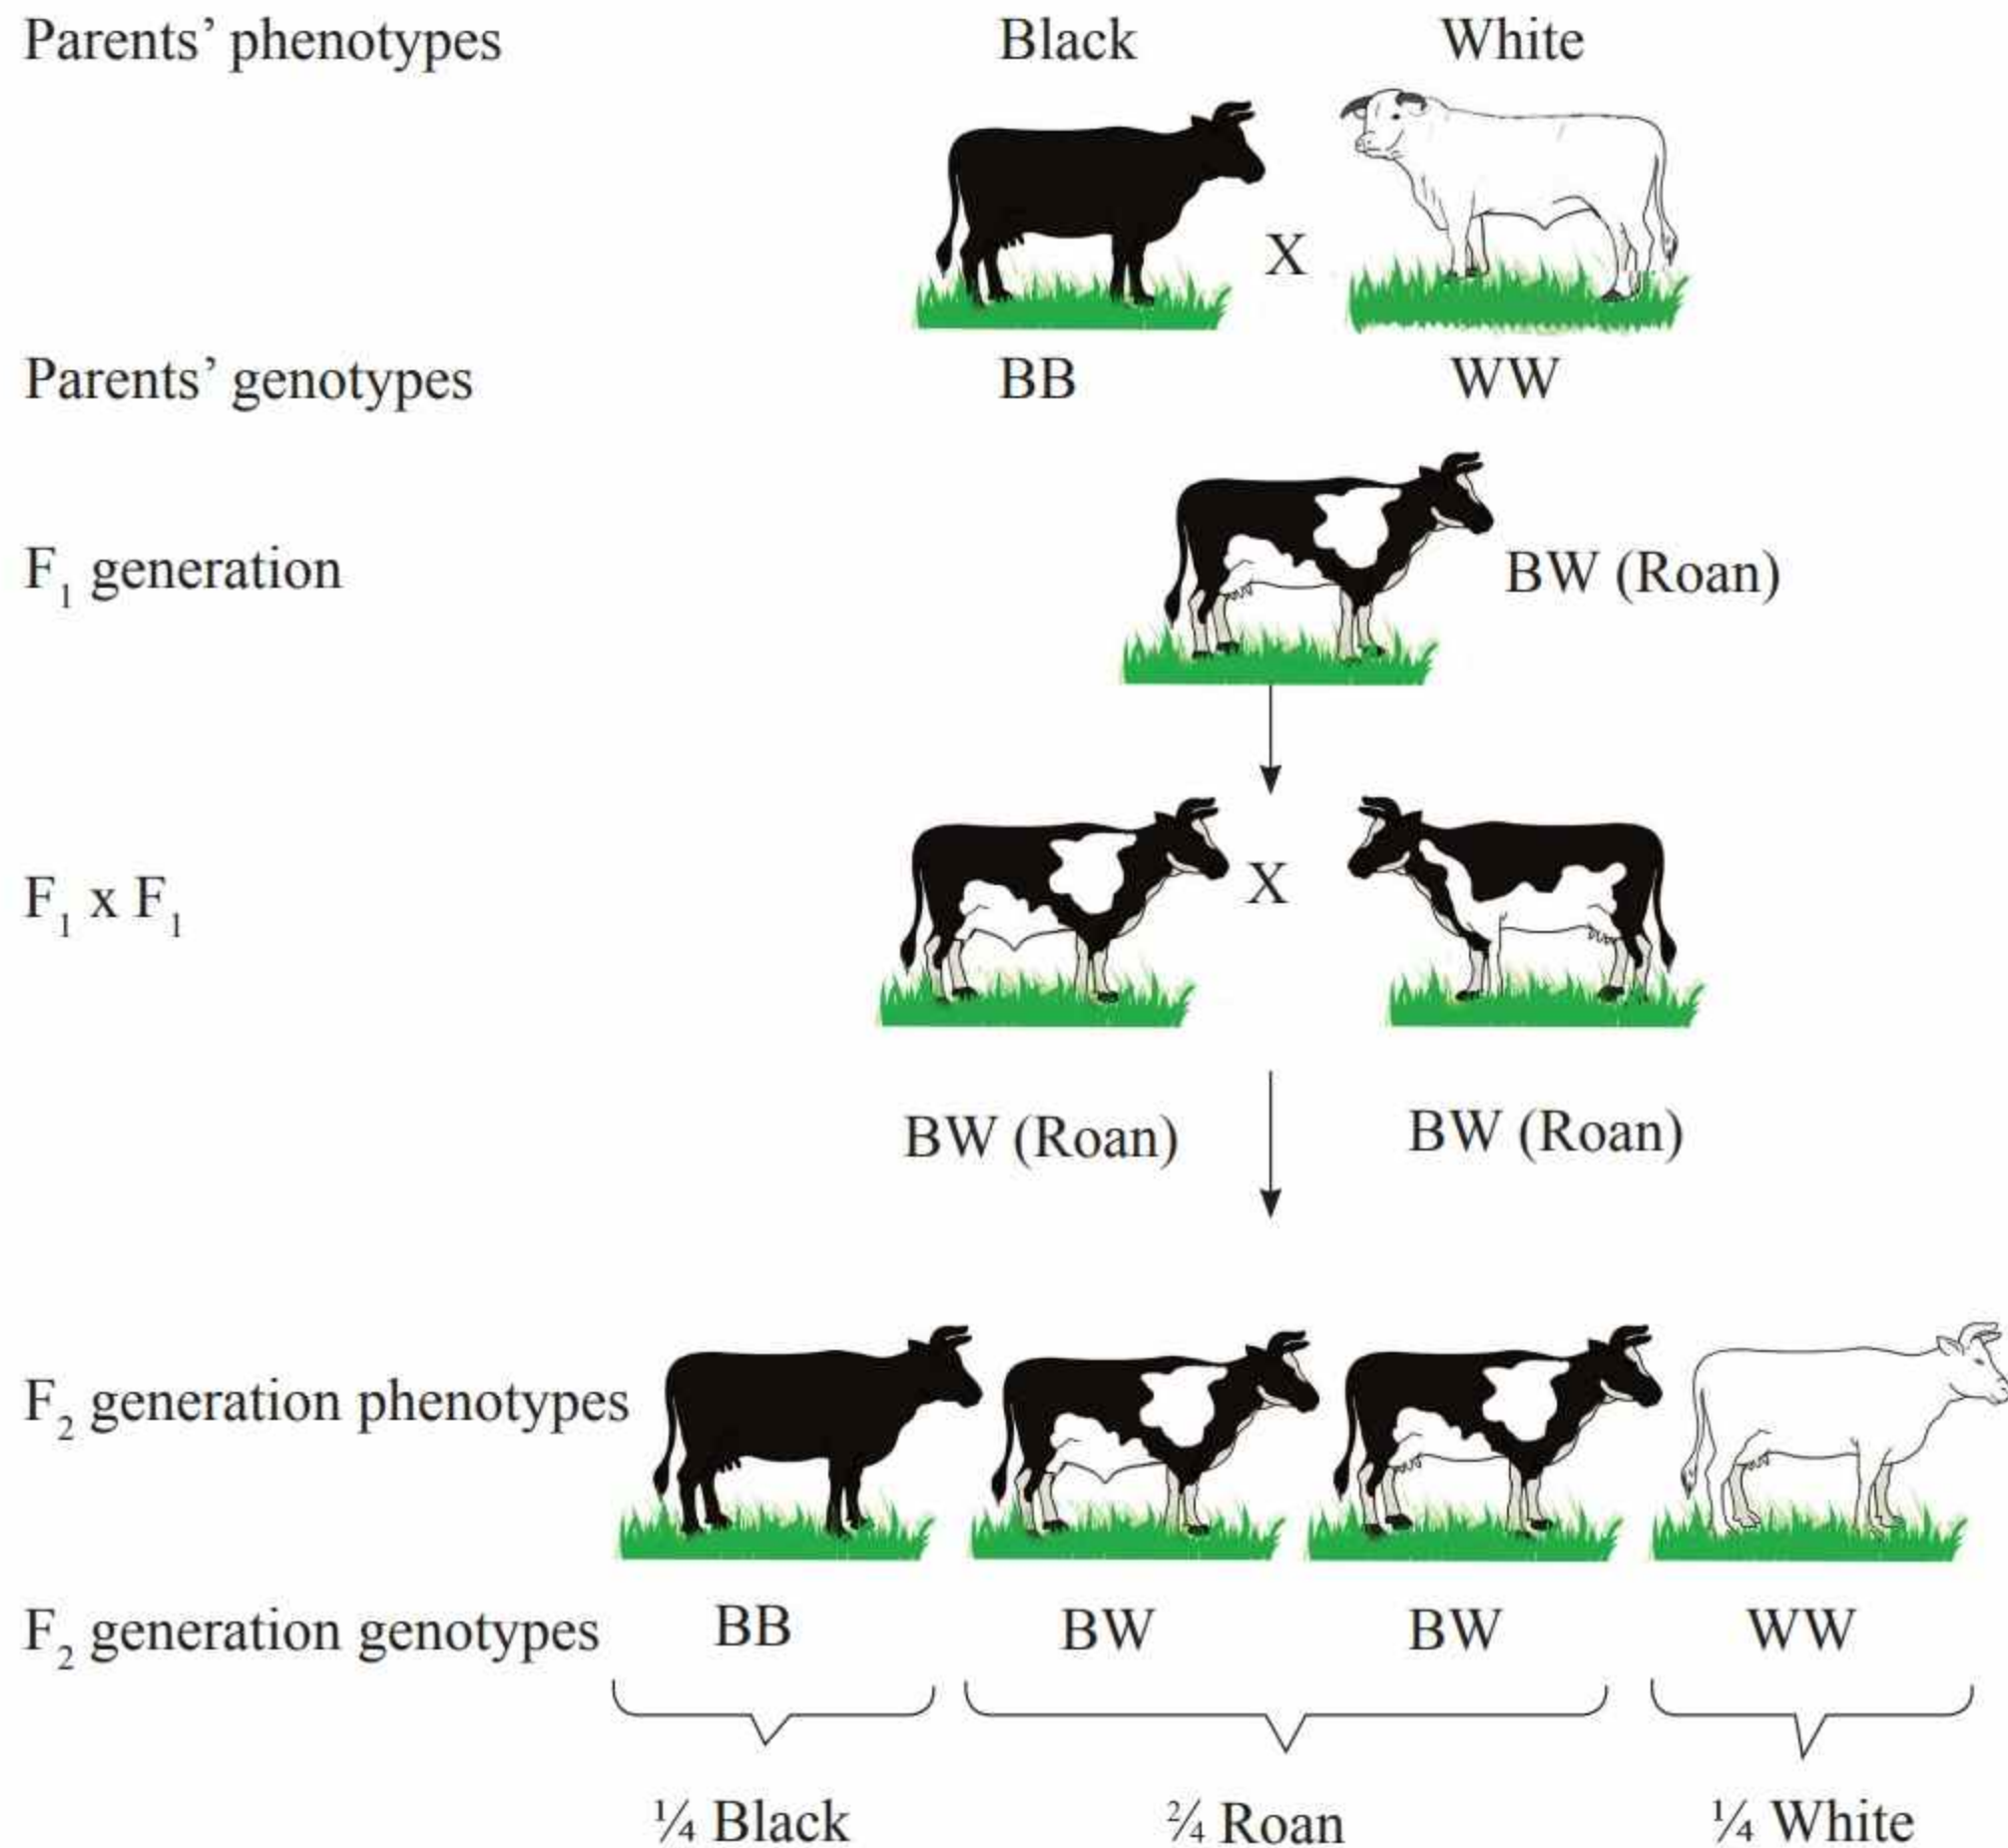 Parents’ phenotypes Black White
X
Parents’ genotypes BB WW
F₁ generation BW (Roan)
F₁ x F₁ X
BW (Roan) BW (Roan)
F₂ generation phenotypes
F₂ generation genotypes BB BW BW WW
¼ Black 2⁄4 Roan ¼ White